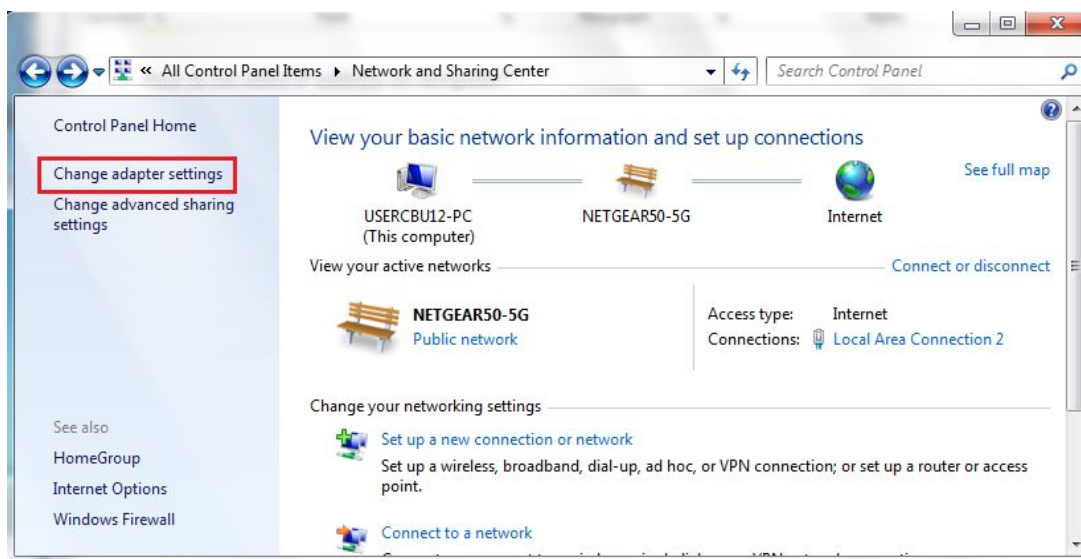 « All Control Panel Items ▸ Network and Sharing Center
Search Control Panel
Control Panel Home
Change adapter settings
Change advanced sharing
settings
See also
HomeGroup
Internet Options
Windows Firewall
View your basic network information and set up connections
See full map
USERCBU12-PC
(This computer)
NETGEAR50-5G
Internet
View your active networks
Connect or disconnect
NETGEAR50-5G
Public network
Access type: Internet
Connections: Local Area Connection 2
Change your networking settings
Set up a new connection or network
Set up a wireless, broadband, dial-up, ad hoc, or VPN connection; or set up a router or access
point.
Connect to a network